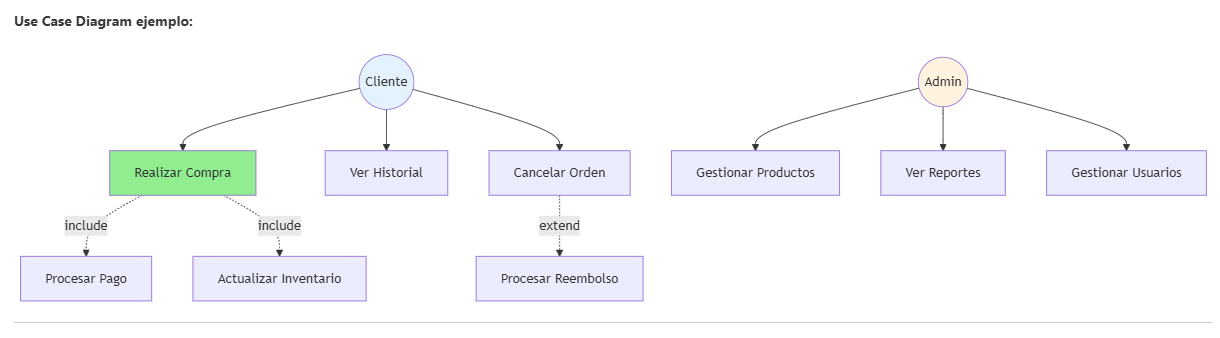 Use Case Diagram ejemplo:
Cliente
Admin
Realizar Compra
Ver Historial
Cancelar Orden
Gestionar Productos
Ver Reportes
Gestionar Usuarios
include
include
extend
Procesar Pago
Actualizar Inventario
Procesar Reembolso